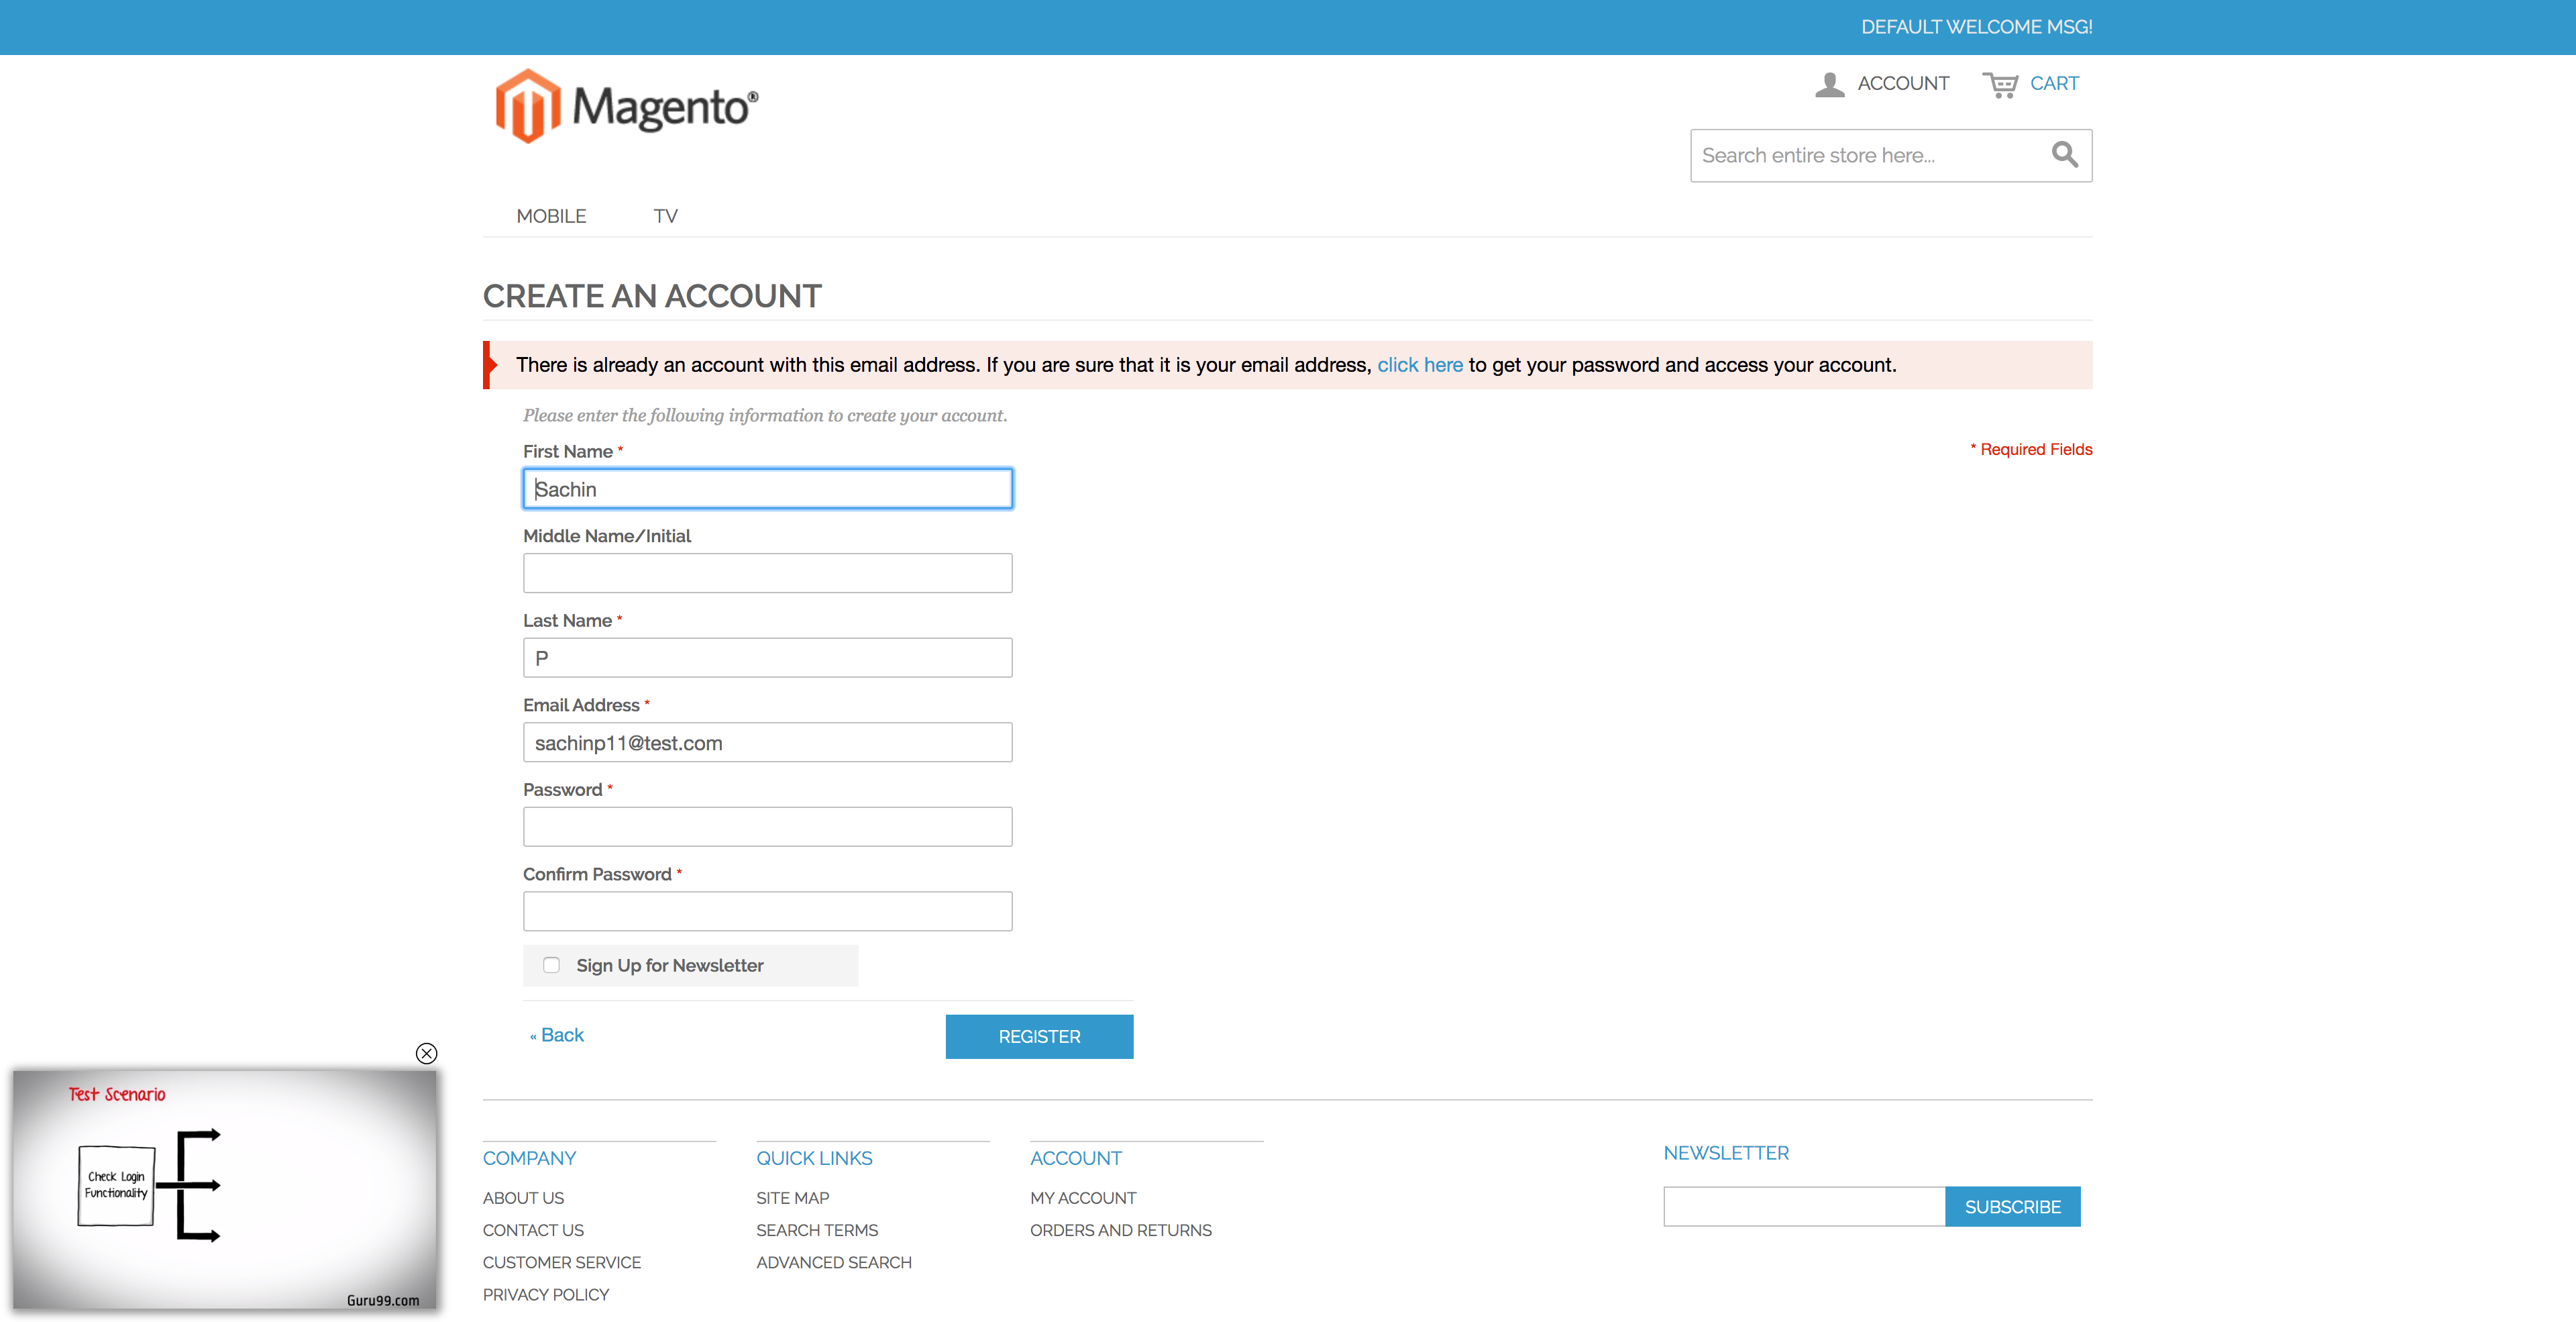 DEFAULT WELCOME MSG!
Magento®
ACCOUNT
CART
Search entire store here...
MOBILE
TV
CREATE AN ACCOUNT
There is already an account with this email address. If you are sure that it is your email address, click here to get your password and access your account.
Please enter the following information to create your account.
First Name *
* Required Fields
Sachin
Middle Name/Initial
Last Name *
P
Email Address *
sachinp11@test.com
Password *
Confirm Password *
Sign Up for Newsletter
« Back
REGISTER
Test Scenario
Check Login
Functionality
Guru99.com
COMPANY
ABOUT US
CONTACT US
CUSTOMER SERVICE
PRIVACY POLICY
QUICK LINKS
SITE MAP
SEARCH TERMS
ADVANCED SEARCH
ACCOUNT
MY ACCOUNT
ORDERS AND RETURNS
NEWSLETTER
SUBSCRIBE